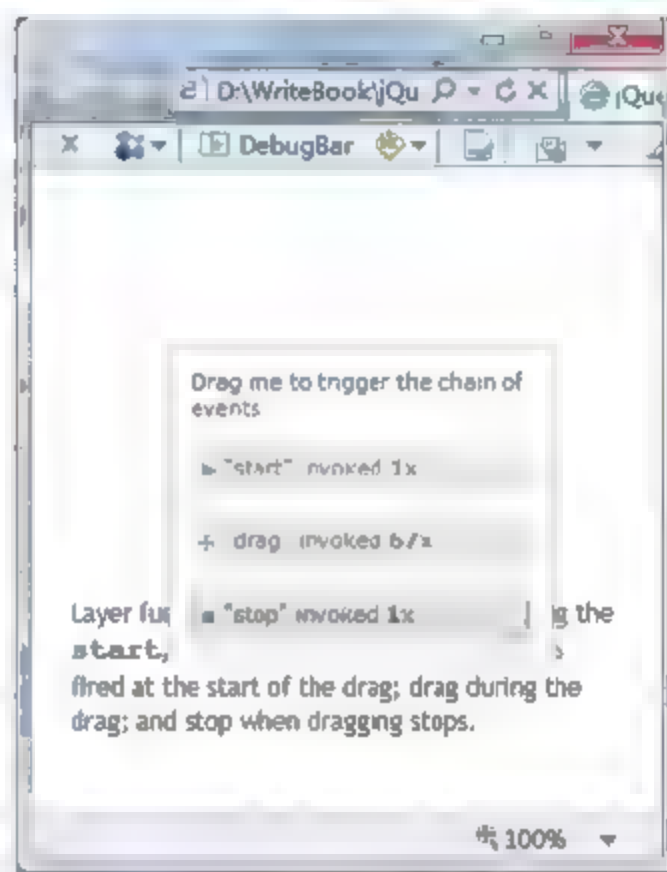 D:\WriteBook\jQu
jQue
DebugBar
Drag me to trigger the chain of
events
"start" invoked 1x
drag invoked 67x
"stop" invoked 1x
Layer
g the
start,
fired at the start of the drag; drag during the
drag; and stop when dragging stops.
100%